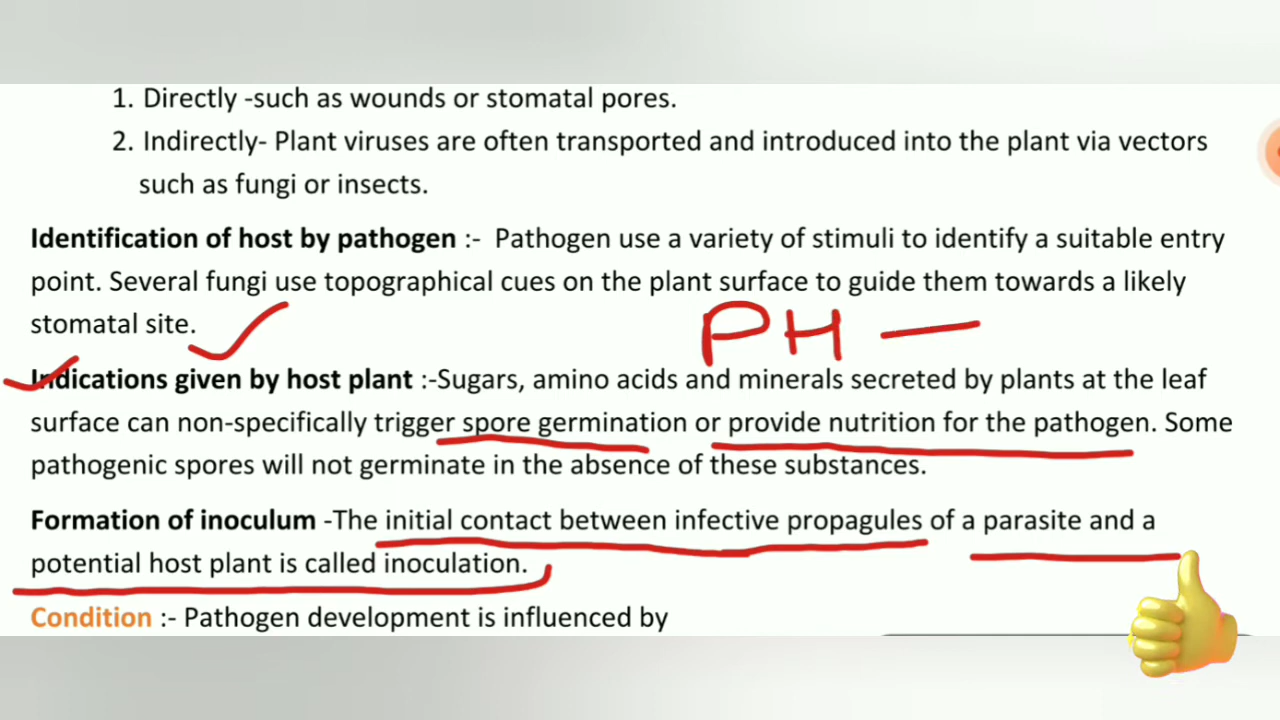 1. Directly -such as wounds or stomatal pores.
2. Indirectly- Plant viruses are often transported and introduced into the plant via vectors
such as fungi or insects.
Identification of host by pathogen :- Pathogen use a variety of stimuli to identify a suitable entry
point. Several fungi use topographical cues on the plant surface to guide them towards a likely
stomatal site.
PH —
Indications given by host plant :-Sugars, amino acids and minerals secreted by plants at the leaf
surface can non-specifically trigger spore germination or provide nutrition for the pathogen. Some
pathogenic spores will not germinate in the absence of these substances.
Formation of inoculum -The initial contact between infective propagules of a parasite and a
potential host plant is called inoculation.
Condition :- Pathogen development is influenced by